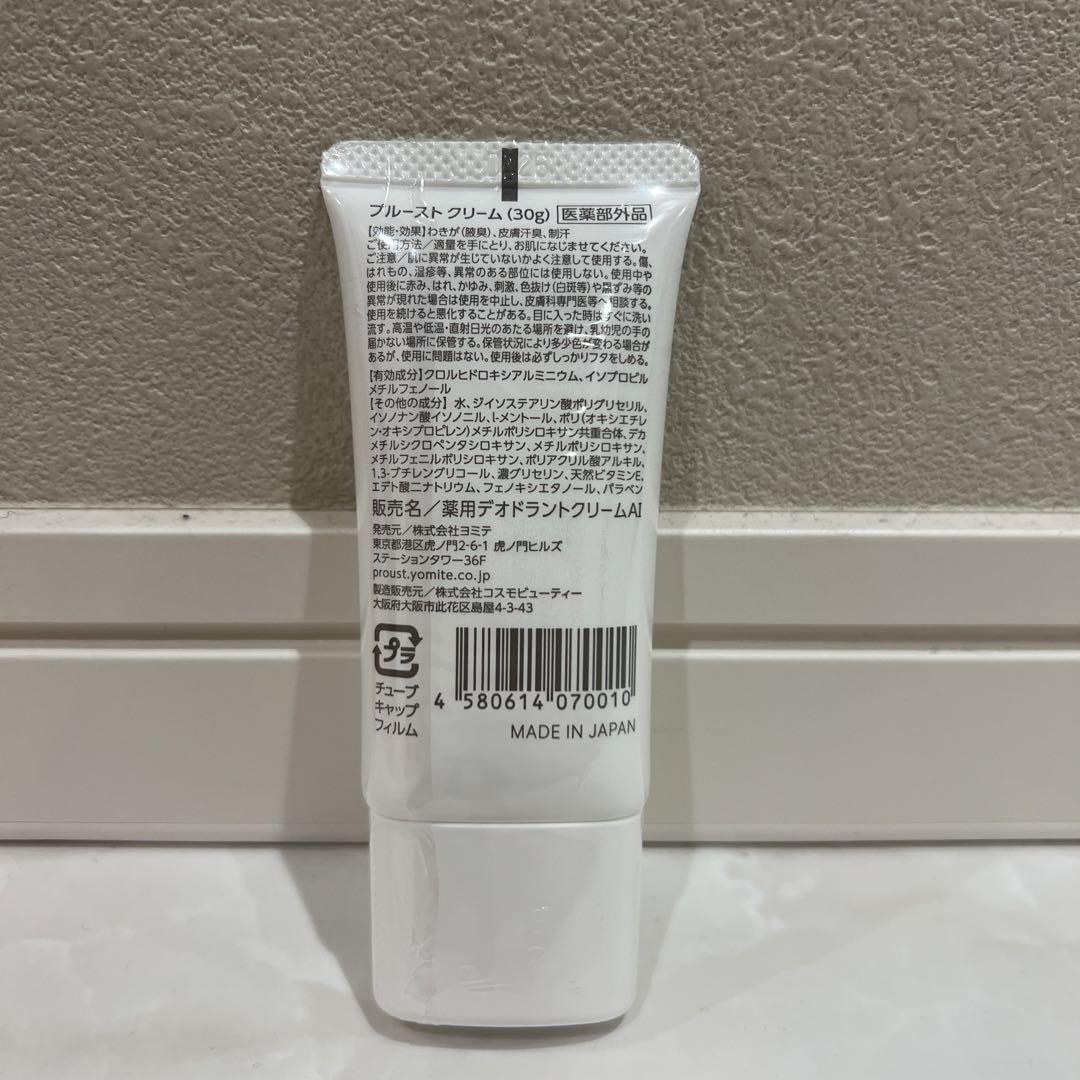 プルースト クリーム(30g) 医薬部外品
【効能・効果】わきが(腋臭)、皮膚汗臭、制汗
ご使用方法/適量を手にとり、お肌になじませてください。
ご注意/肌に異常が生じていないかよく注意して使用する。傷、
はれもの、湿疹等、異常のある部位には使用しない。使用中や
使用後に赤み、はれ、かゆみ、刺激、色抜け(白斑等)や黒ずみ等の
異常が現れた場合は使用を中止し、皮膚科専門医等へ相談する。
使用を続けると悪化することがある。目に入った時はすぐに洗い
流す。高温や低温・直射日光のあたる場所を避け、乳幼児の手の
届かない場所に保管する。保管状況により多少色が変わる場合が
あるが、使用に問題はない。使用後は必ずしっかりフタをしめる。
【有効成分】クロルヒドロキシアルミニウム、イソプロピル
メチルフェノール
【その他の成分】水、ジイソステアリン酸ポリグリセリル、
イソノナン酸イソノニル、l-メントール、ポリ(オキシエチレ
ン・オキシプロピレン)メチルポリシロキサン共重合体、デカ
メチルシクロペンタシロキサン、メチルポリシロキサン、
メチルフェニルポリシロキサン、ポリアクリル酸アルキル、
1,3-ブチレングリコール、濃グリセリン、天然ビタミンE、
エデト酸二ナトリウム、フェノキシエタノール、パラベン
販売名/薬用デオドラントクリームAI
発売元/株式会社ヨミテ
東京都港区虎ノ門2-6-1 虎ノ門ヒルズ
ステーションタワー36F
proust.yomite.co.jp
製造販売元/株式会社コスモビューティー
大阪府大阪市此花区島屋4-3-43
プラ
チューブ
キャップ
フィルム
4 580614 070010
MADE IN JAPAN